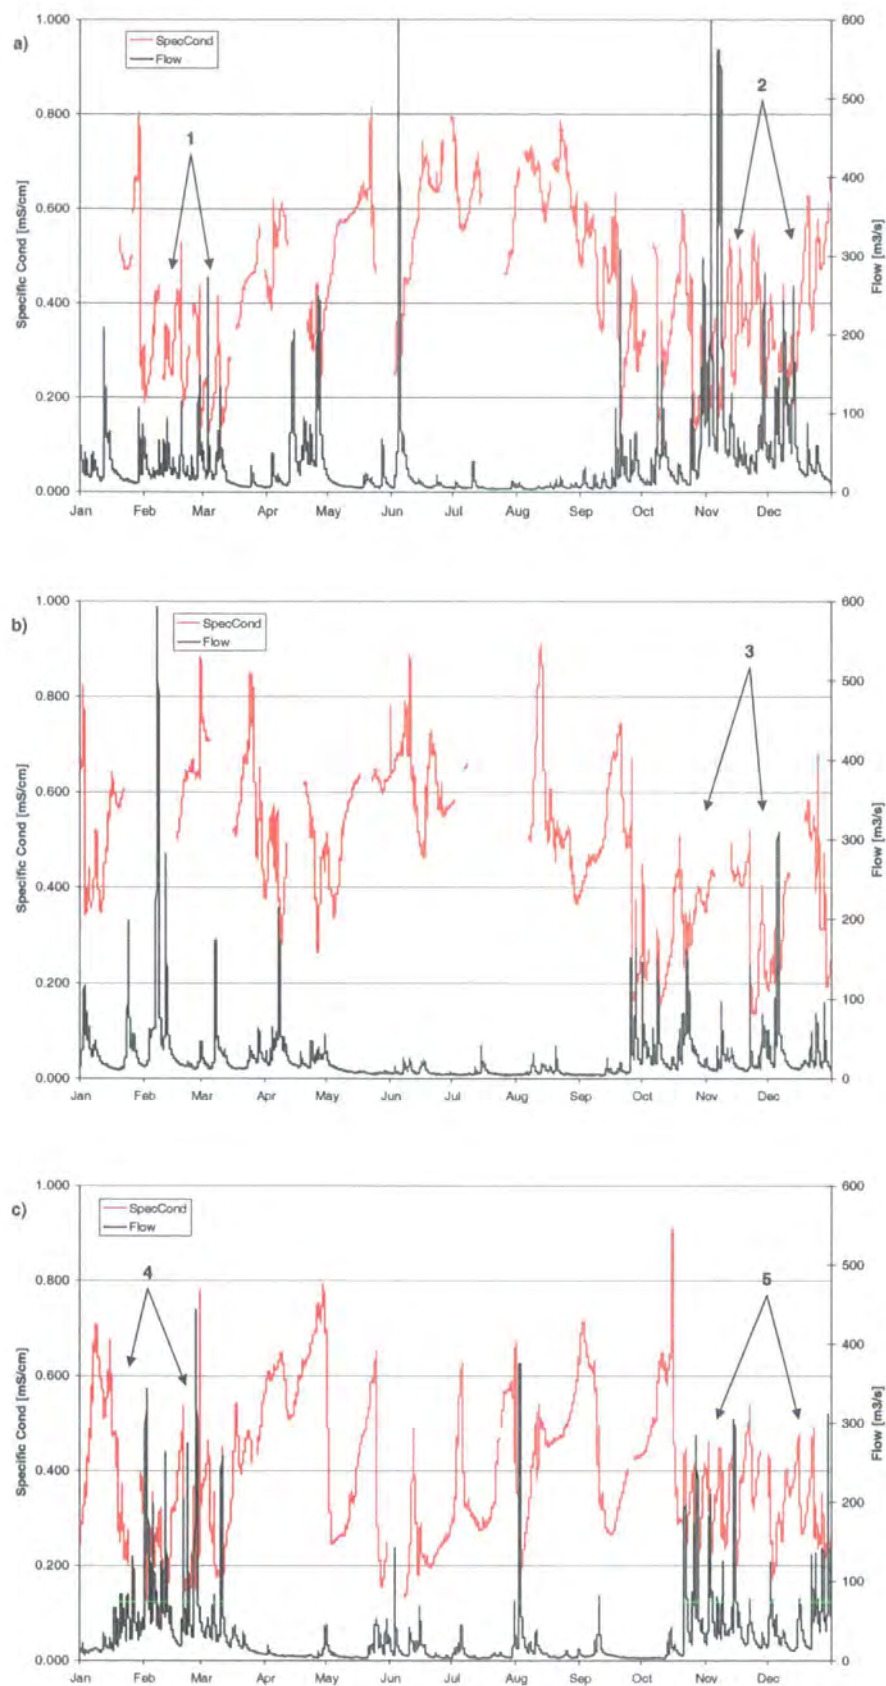 a)
SpecCond
Flow
1
2
1.000
0.800
0.600
0.400
0.200
0.000
Specific Cond [mS/cm]
600
500
400
300
200
100
0
Flow [m3/s]
Jan Feb Mar Apr May Jun Jul Aug Sep Oct Nov Dec
b)
SpecCond
Flow
3
1.000
0.800
0.600
0.400
0.200
0.000
Specific Cond [mS/cm]
600
500
400
300
200
100
0
Flow [m3/s]
Jan Feb Mar Apr May Jun Jul Aug Sep Oct Nov Dec
c)
SpecCond
Flow
4
5
1.000
0.800
0.600
0.400
0.200
0.000
Specific Cond [mS/cm]
600
500
400
300
200
100
0
Flow [m3/s]
Jan Feb Mar Apr May Jun Jul Aug Sep Oct Nov Dec